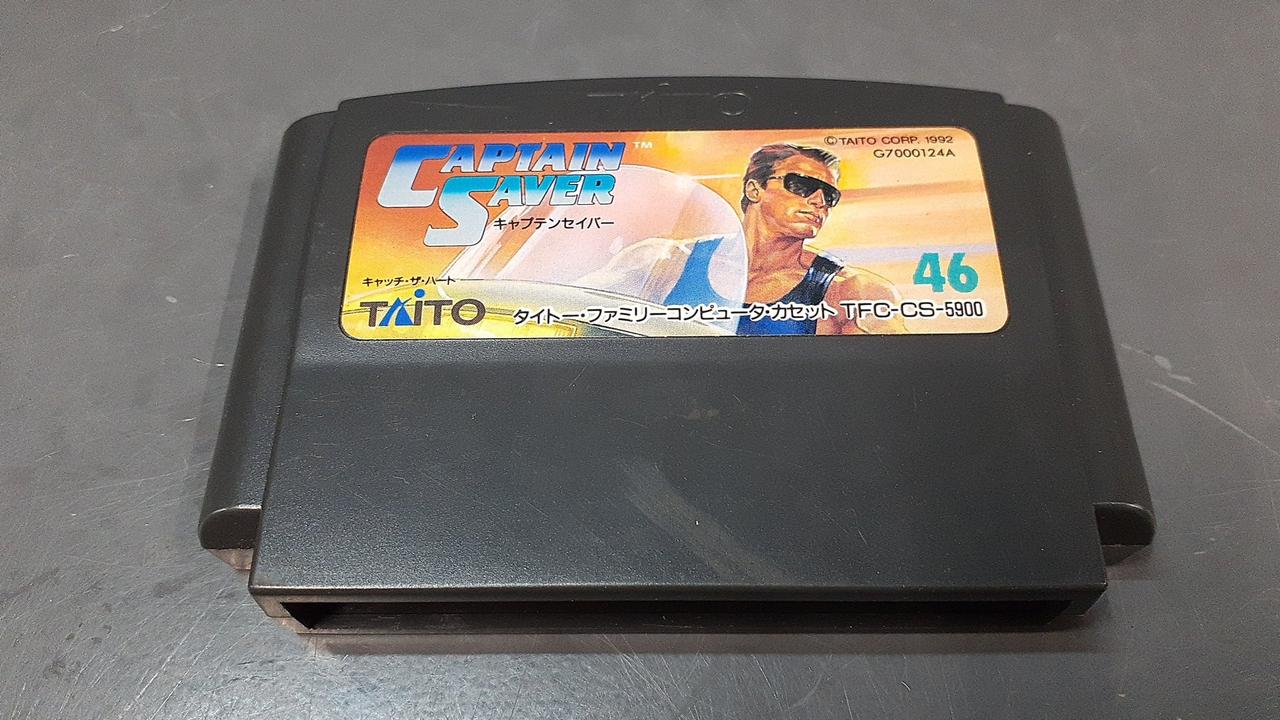 TAITO
CAPTAIN
SAVER™
キャプテンセイバー
©TAITO CORP. 1992
G7000124A
46
キャッチ・ザ・ハート
TAITO
タイトー・ファミリーコンピュータ・カセット TFC-CS-5900